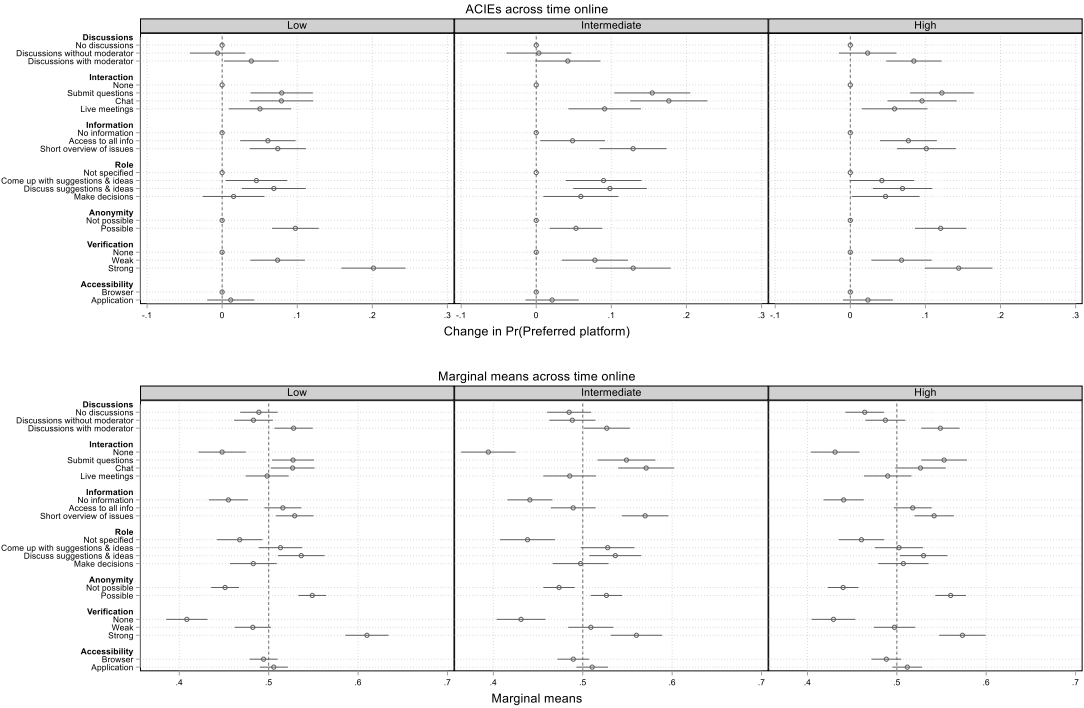 ACIEs across time online
Low
Intermediate
High
Discussions
No discussions
Discussions without moderator
Discussions with moderator
Interaction
None
Submit questions
Chat
Live meetings
Information
No information
Access to all info
Short overview of issues
Role
Not specified
Come up with suggestions & ideas
Discuss suggestions & ideas
Make decisions
Anonymity
Not possible
Possible
Verification
None
Weak
Strong
Accessibility
Browser
Application
-.1 0 .1 .2 .3
-.1 0 .1 .2 .3
-.1 0 .1 .2 .3
Change in Pr(Preferred platform)
Marginal means across time online
Low
Intermediate
High
Discussions
No discussions
Discussions without moderator
Discussions with moderator
Interaction
None
Submit questions
Chat
Live meetings
Information
No information
Access to all info
Short overview of issues
Role
Not specified
Come up with suggestions & ideas
Discuss suggestions & ideas
Make decisions
Anonymity
Not possible
Possible
Verification
None
Weak
Strong
Accessibility
Browser
Application
.4 .5 .6 .7
.4 .5 .6 .7
.4 .5 .6 .7
Marginal means